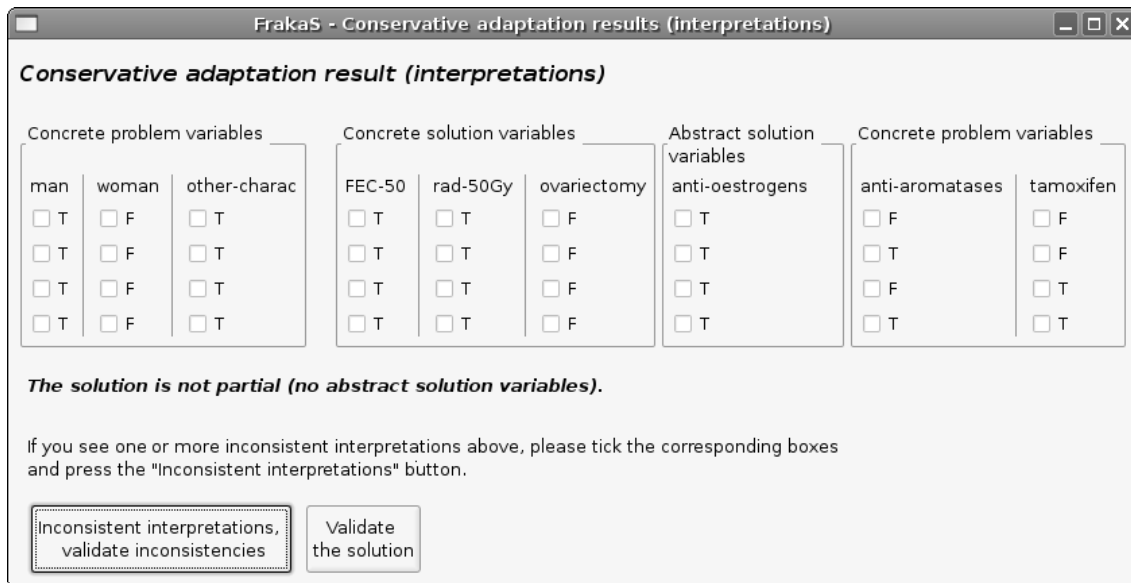 FrakaS - Conservative adaptation results (interpretations)
Conservative adaptation result (interpretations)
Concrete problem variables Concrete solution variables Abstract solution variables Concrete problem variables
man woman other-charac FEC-50 rad-50Gy ovariectomy anti-oestrogens anti-aromatases tamoxifen
T F T T T F T F F
T F T T T F T T F
T F T T T F T F T
T F T T T F T T T
The solution is not partial (no abstract solution variables).
If you see one or more inconsistent interpretations above, please tick the corresponding boxes
and press the "Inconsistent interpretations" button.
Inconsistent interpretations,
validate inconsistencies
Validate
the solution